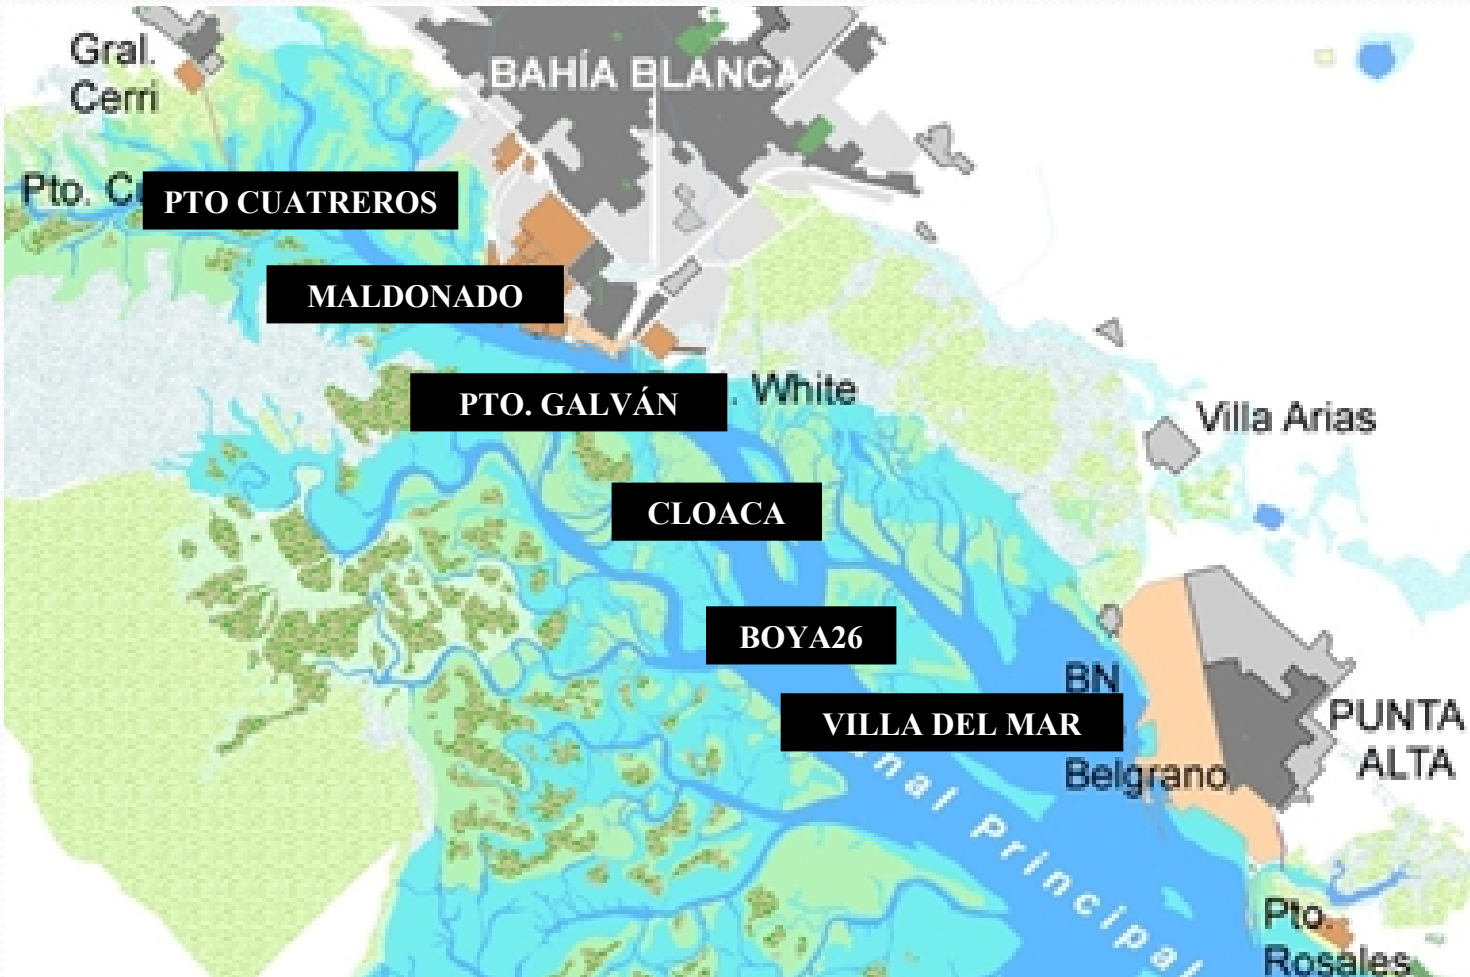 Gral.
Cerri
BAHÍA BLANCA
Pto. C
PTO CUATREROS
MALDONADO
PTO. GALVÁN
. White
Villa Arias
CLOACA
BOYA26
BN
VILLA DEL MAR
Belgrano
PUNTA
ALTA
nal Principal
Pto.
Rosales